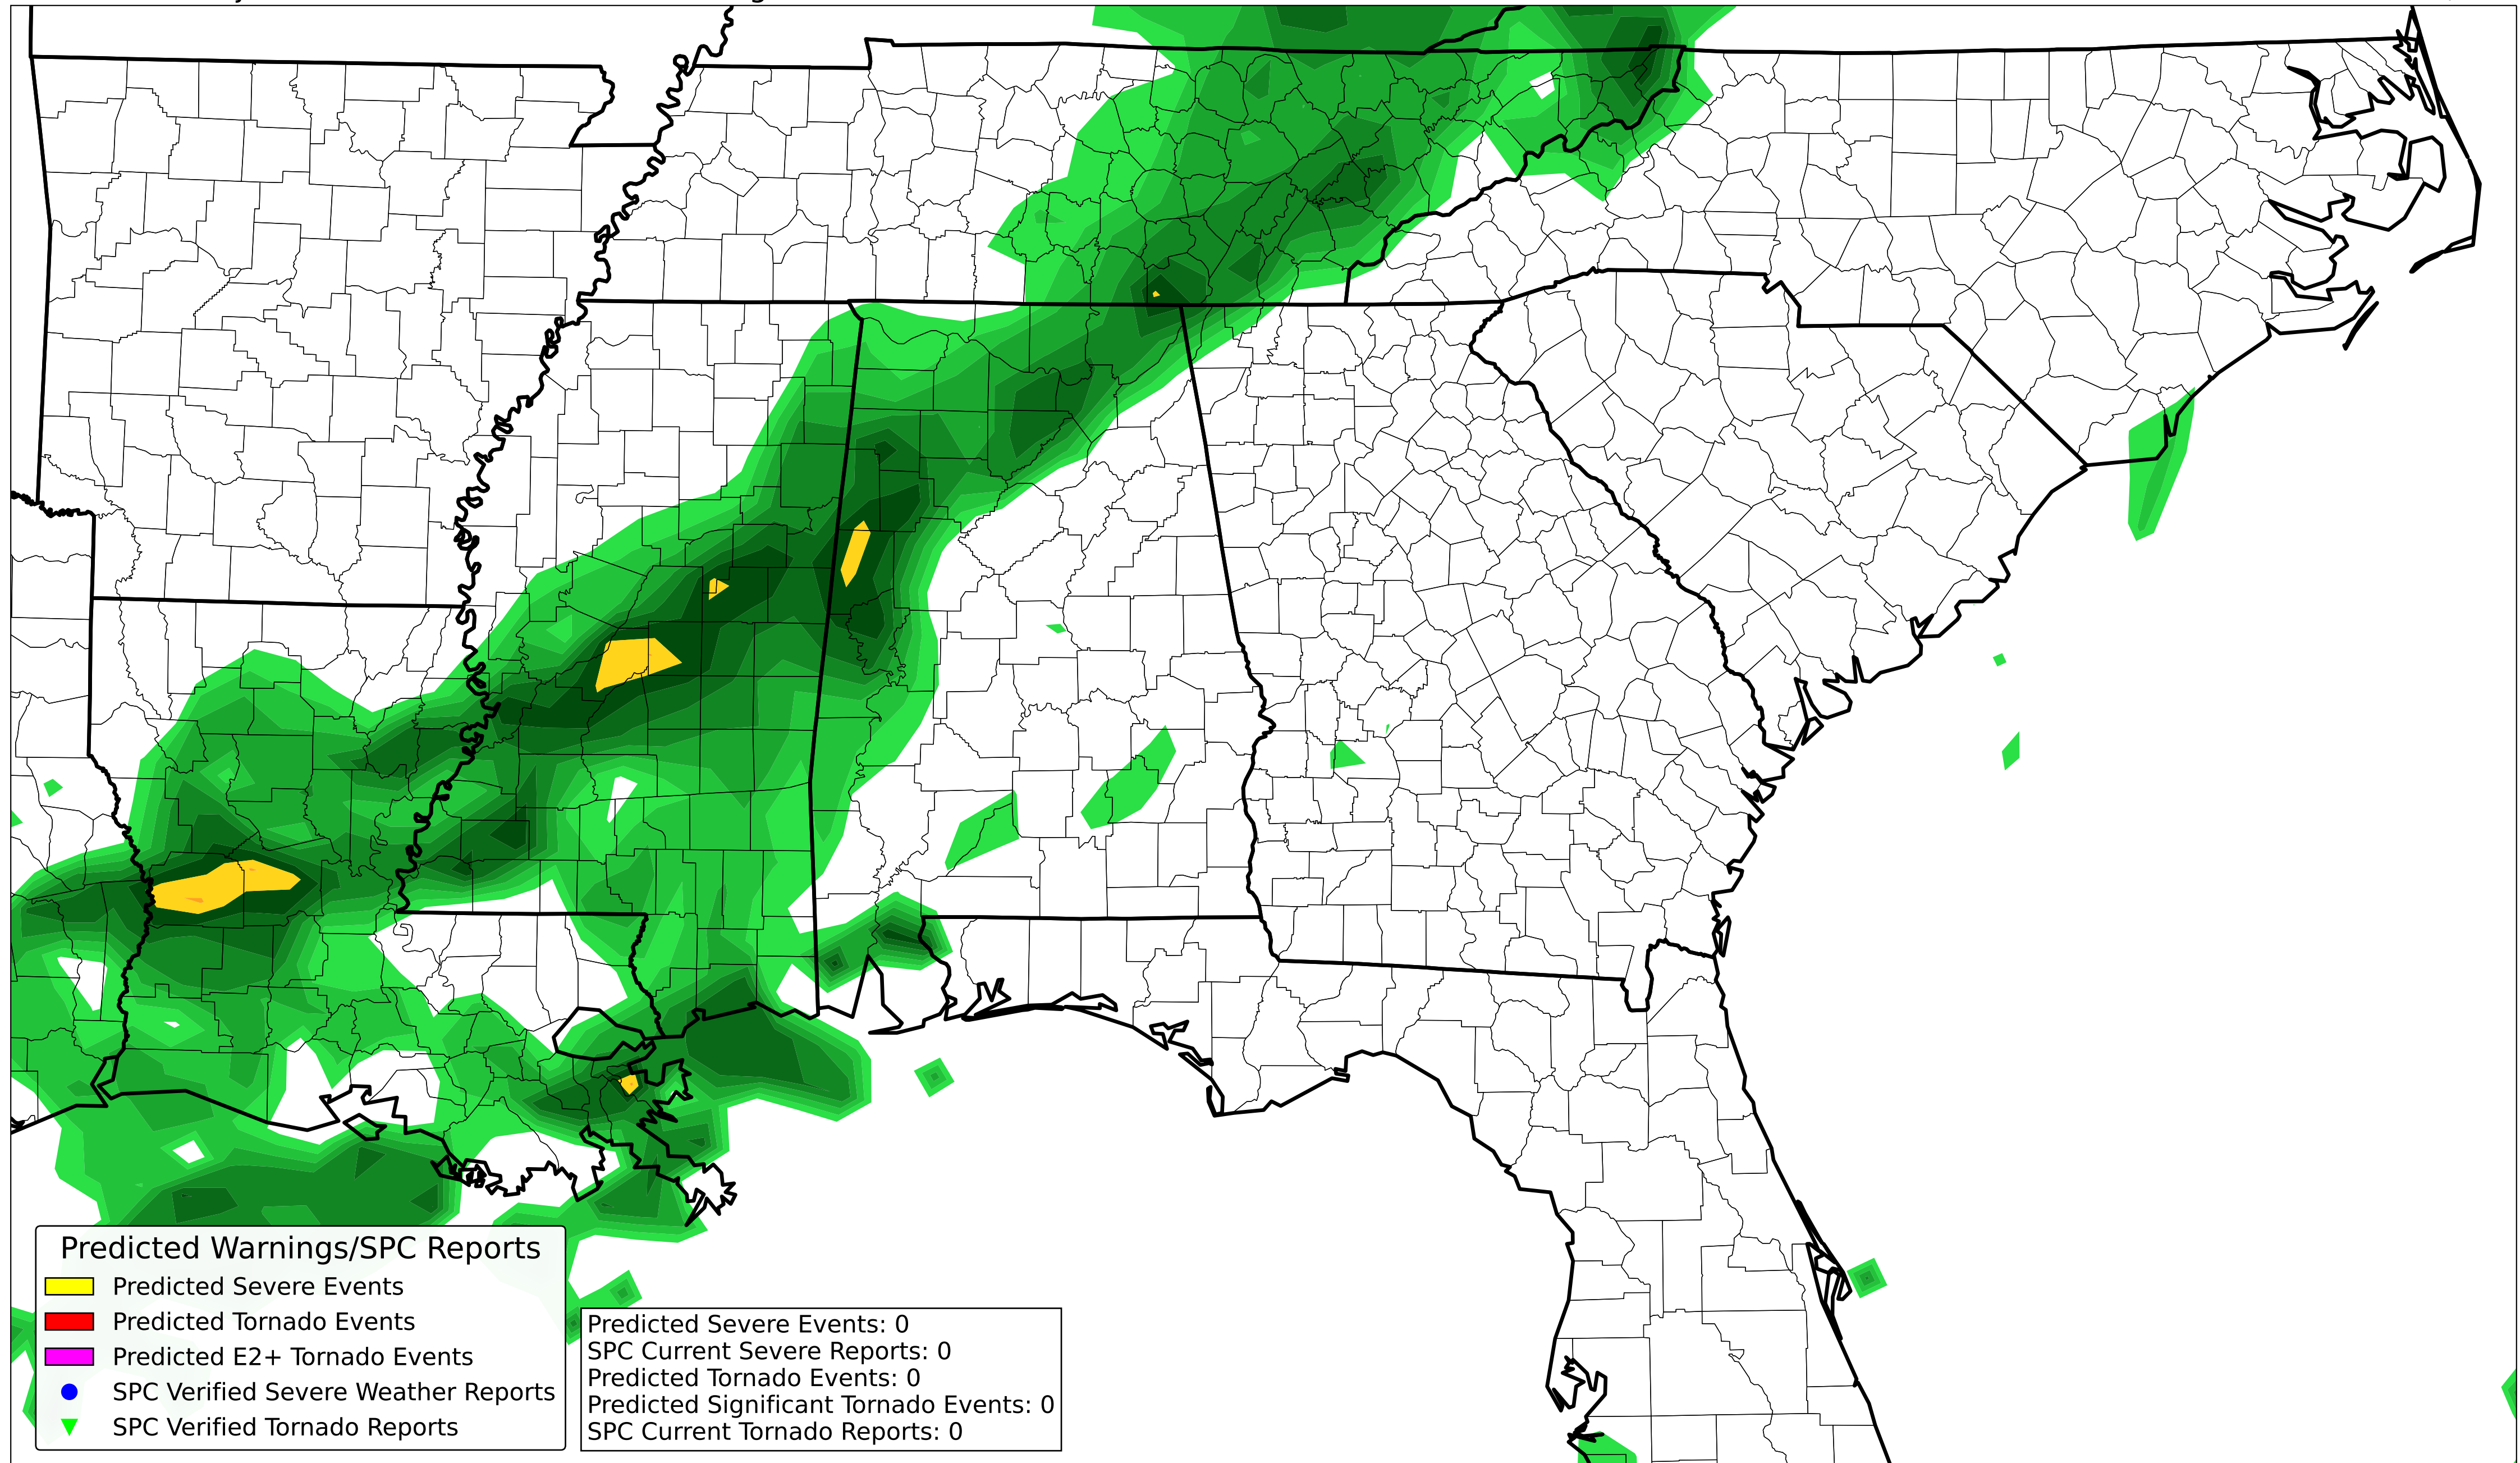 Predicted Warnings/SPC Reports
Predicted Severe Events
Predicted Tornado Events
Predicted E2+ Tornado Events
SPC Verified Severe Weather Reports
SPC Verified Tornado Reports
Predicted Severe Events: 0
SPC Current Severe Reports: 0
Predicted Tornado Events: 0
Predicted Significant Tornado Events: 0
SPC Current Tornado Reports: 0